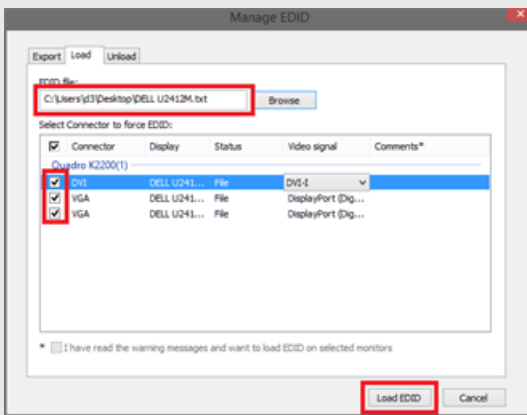 Manage EDID
Export Load Unload
EDID file:
C:\Users\d3\Desktop\DELL U2412M.txt Browse
Select Connector to force EDID:
Connector Display Status Video signal Comments*
Quadro K2200(1)
DVI DELL U241... File DVI-I
VGA DELL U241... File DisplayPort (Dig...
VGA DELL U241... File DisplayPort (Dig...
* I have read the warning messages and want to load EDID on selected monitors
Load EDID Cancel